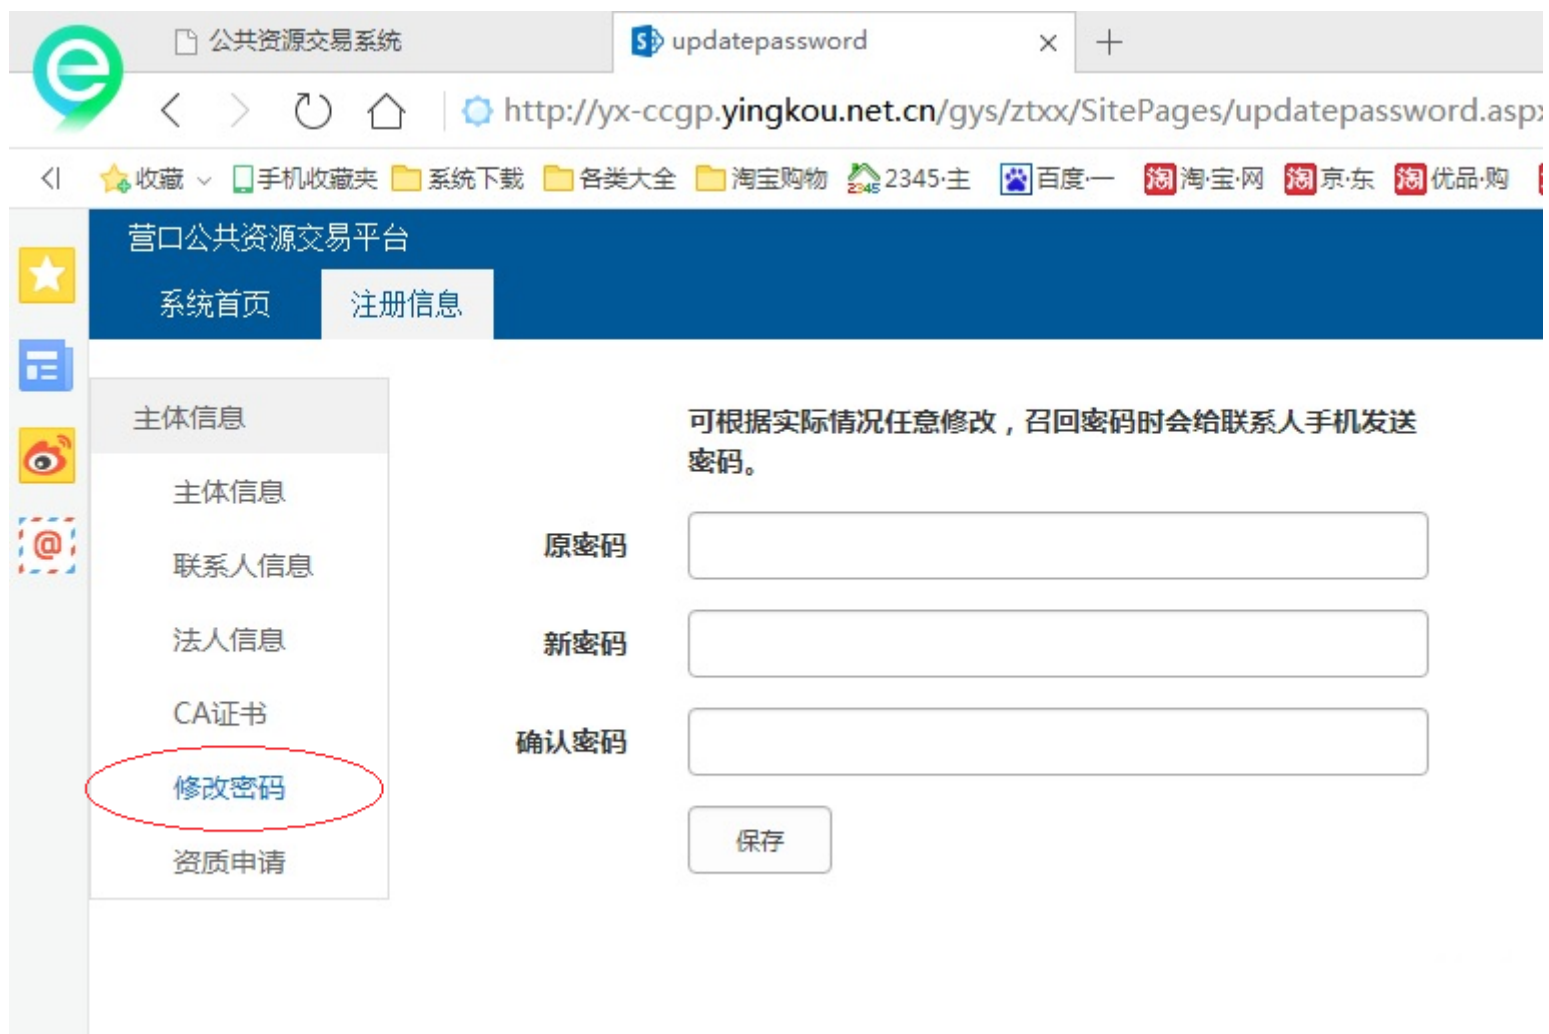 公共资源交易系统
updatepassword
http://yx-ccgp.yingkou.net.cn/gys/ztxx/SitePages/updatepassword.asp
收藏 手机收藏夹 系统下载 各类大全 淘宝购物 2345·主 百度·一 淘 淘·宝·网 淘 京·东 淘 优品·购
营口公共资源交易平台
系统首页 注册信息
主体信息
主体信息
联系人信息
法人信息
CA证书
修改密码
资质申请
可根据实际情况任意修改，召回密码时会给联系人手机发送
密码。
原密码
新密码
确认密码
保存